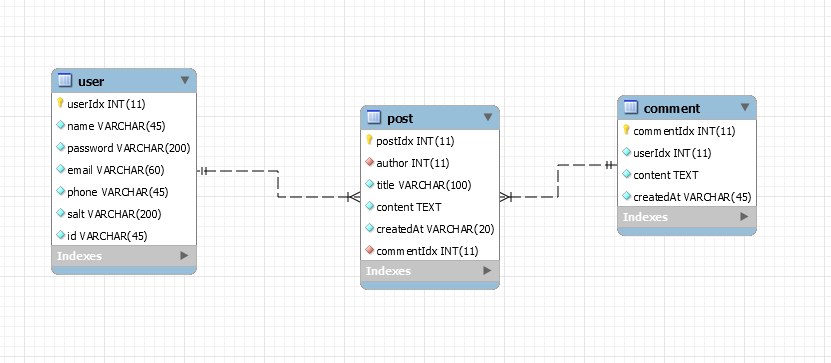 user
userIdx INT(11)
name VARCHAR(45)
password VARCHAR(200)
email VARCHAR(60)
phone VARCHAR(45)
salt VARCHAR(200)
id VARCHAR(45)
Indexes
post
postIdx INT(11)
author INT(11)
title VARCHAR(100)
content TEXT
createdAt VARCHAR(20)
commentIdx INT(11)
Indexes
comment
commentIdx INT(11)
userIdx INT(11)
content TEXT
createdAt VARCHAR(45)
Indexes